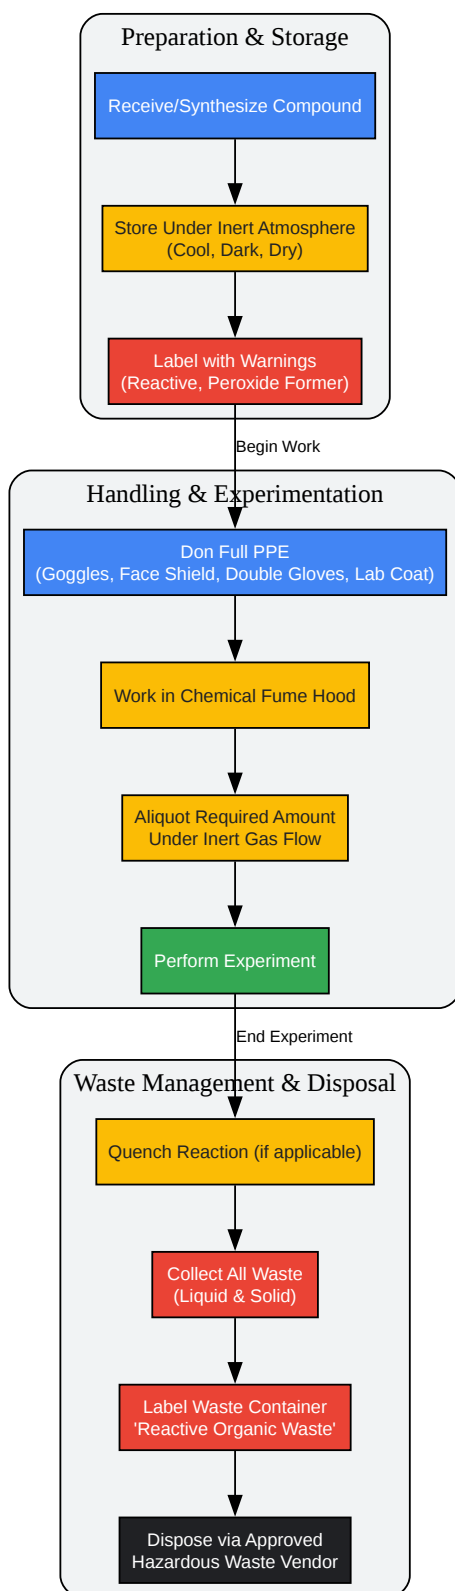 Preparation & Storage
Receive/Synthesize Compound
Store Under Inert Atmosphere
(Cool, Dark, Dry)
Label with Warnings
(Reactive, Peroxide Former)
Begin Work
Handling & Experimentation
Don Full PPE
(Goggles, Face Shield, Double Gloves, Lab Coat)
Work in Chemical Fume Hood
Aliquot Required Amount
Under Inert Gas Flow
Perform Experiment
End Experiment
Waste Management & Disposal
Quench Reaction (if applicable)
Collect All Waste
(Liquid & Solid)
Label Waste Container
'Reactive Organic Waste'
Dispose via Approved
Hazardous Waste Vendor